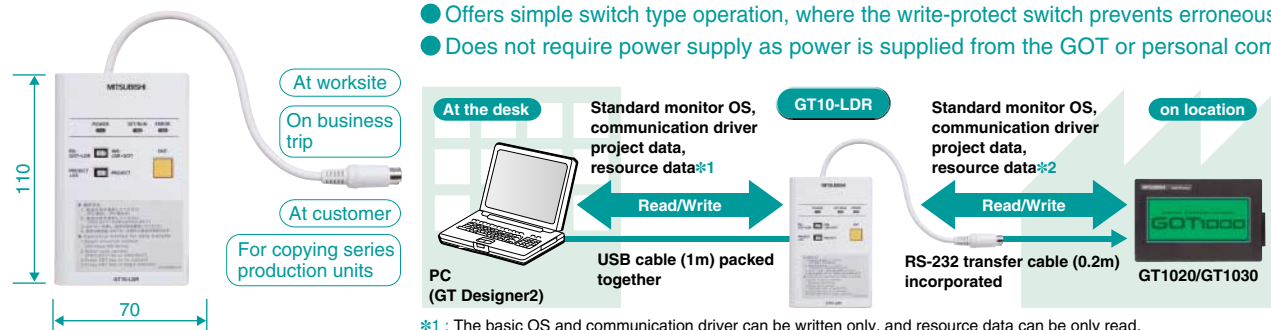 ● Offers simple switch type operation, where the write-protect switch prevents erroneous
● Does not require power supply as power is supplied from the GOT or personal com
MITSUBISHI
POWER
ERROR
PROJECT
GT10-LDR
110
70
At worksite
On business
trip
At customer
For copying series
production units
At the desk
Standard monitor OS,
communication driver
project data,
resource data✻1
Read/Write
PC
(GT Designer2)
USB cable (1m) packed
together
GT10-LDR
MITSUBISHI
Standard monitor OS,
communication driver
project data,
resource data✻2
Read/Write
RS-232 transfer cable (0.2m)
incorporated
on location
MITSUBISHI
GOT1000
GT1020/GT1030
✻1 : The basic OS and communication driver can be written only, and resource data can be only read.